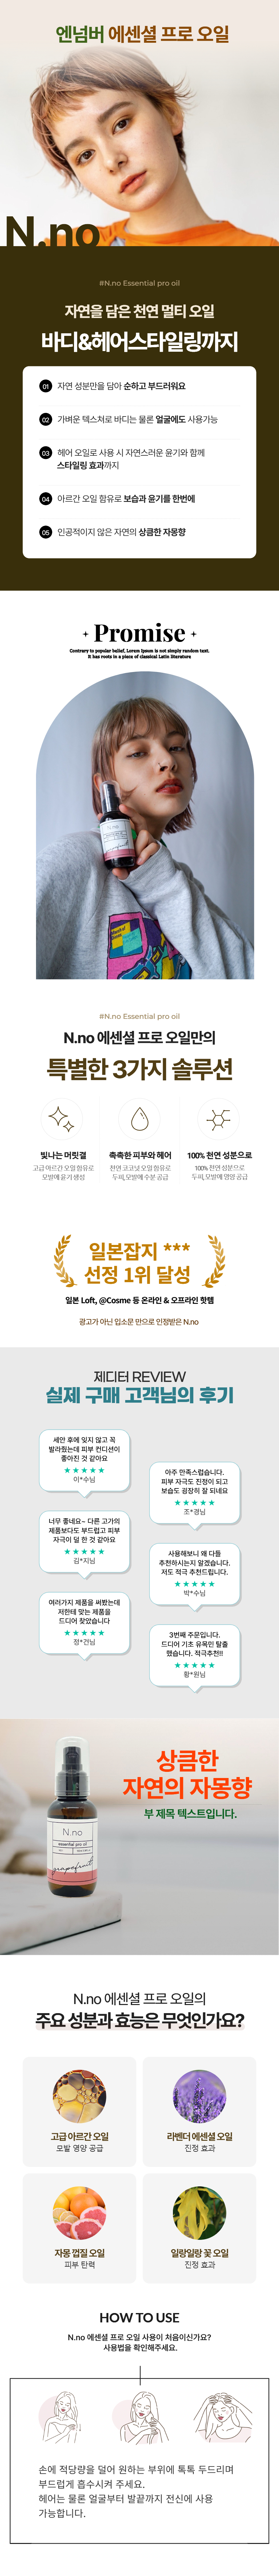 엔넘버 에센셜 프로 오일
N.no
#N.no Essential pro oil
자연을 담은 천연 멀티 오일
바디&헤어스타일링까지
01 자연 성분만을 담아 순하고 부드러워요
02 가벼운 텍스쳐로 바디는 물론 얼굴에도 사용가능
03 헤어 오일로 사용 시 자연스러운 윤기와 함께
스타일링 효과까지
04 아르간 오일 함유로 보습과 윤기를 한번에
05 인공적이지 않은 자연의 상큼한 자몽향
+ Promise +
Contrary to popular belief, Lorem Ipsum is not simply random text.
It has roots in a piece of classical Latin literature
N.no
#N.no Essential pro oil
N.no 에센셜 프로 오일만의
특별한 3가지 솔루션
빛나는 머릿결
고급 아르간 오일 함유로
모발에 윤기 생성
촉촉한 피부와 헤어
천연 코코넛 오일 함유로
두피,모발에 수분 공급
100% 천연 성분으로
100% 천연 성분으로
두피,모발에 영양 공급
일본잡지 ***
선정 1위 달성
일본 Loft, @Cosme 등 온라인 & 오프라인 핫템
광고가 아닌 입소문 만으로 인정받은 N.no
제디터 REVIEW
실제 구매 고객님의 후기
세안 후에 잊지 않고 꼭
발라줬는데 피부 컨디션이
좋아진 것 같아요
★★★★★
이*수님
아주 만족스럽습니다.
피부 자극도 진정이 되고
보습도 굉장히 잘 되네요
★★★★★
조*경님
너무 좋네요~ 다른 고가의
제품보다도 부드럽고 피부
자극이 덜 한 것 같아요
★★★★★
김*지님
사용해보니 왜 다들
추천하시는지 알겠습니다.
저도 적극 추천드립니다.
★★★★★
박*수님
여러가지 제품을 써봤는데
저한테 맞는 제품을
드디어 찾았습니다
★★★★★
정*건님
3번째 주문입니다.
드디어 기초 유목민 탈출
했습니다. 적극추천!!
★★★★★
황*원님
상큼한
자연의 자몽향
부 제목 텍스트입니다.
N.no
essential pro oil
grapefruit
N.no 에센셜 프로 오일의
주요 성분과 효능은 무엇인가요?
고급 아르간 오일
모발 영양 공급
라벤더 에센셜 오일
진정 효과
자몽 껍질 오일
피부 탄력
일랑일랑 꽃 오일
진정 효과
HOW TO USE
N.no 에센셜 프로 오일 사용이 처음이신가요?
사용법을 확인해주세요.
손에 적당량을 덜어 원하는 부위에 톡톡 두드리며
부드럽게 흡수시켜 주세요.
헤어는 물론 얼굴부터 발끝까지 전신에 사용
가능합니다.